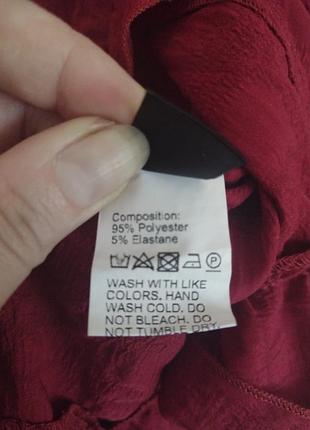 Composition:
95% Polyester
5% Elastane
WASH WITH LIKE
COLORS. HAND
WASH COLD. DO
NOT BLEACH. DO
NOT TUMBLE DRY.